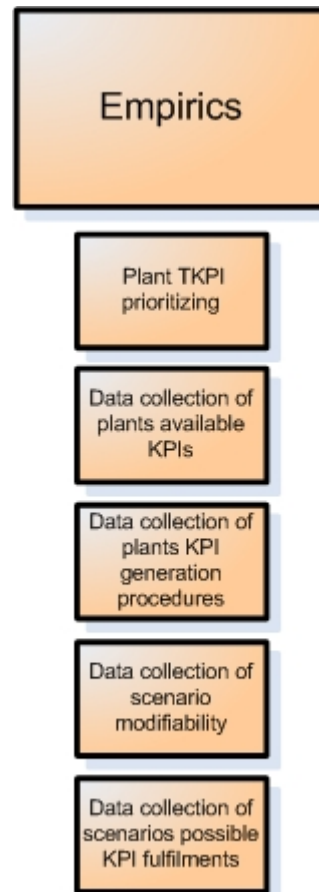 Empirics
Plant TKPI
prioritizing
Data collection of
plants available
KPIs
Data collection of
plants KPI
generation
procedures
Data collection of
scenario
modifiability
Data collection of
scenarios possible
KPI fulfilments